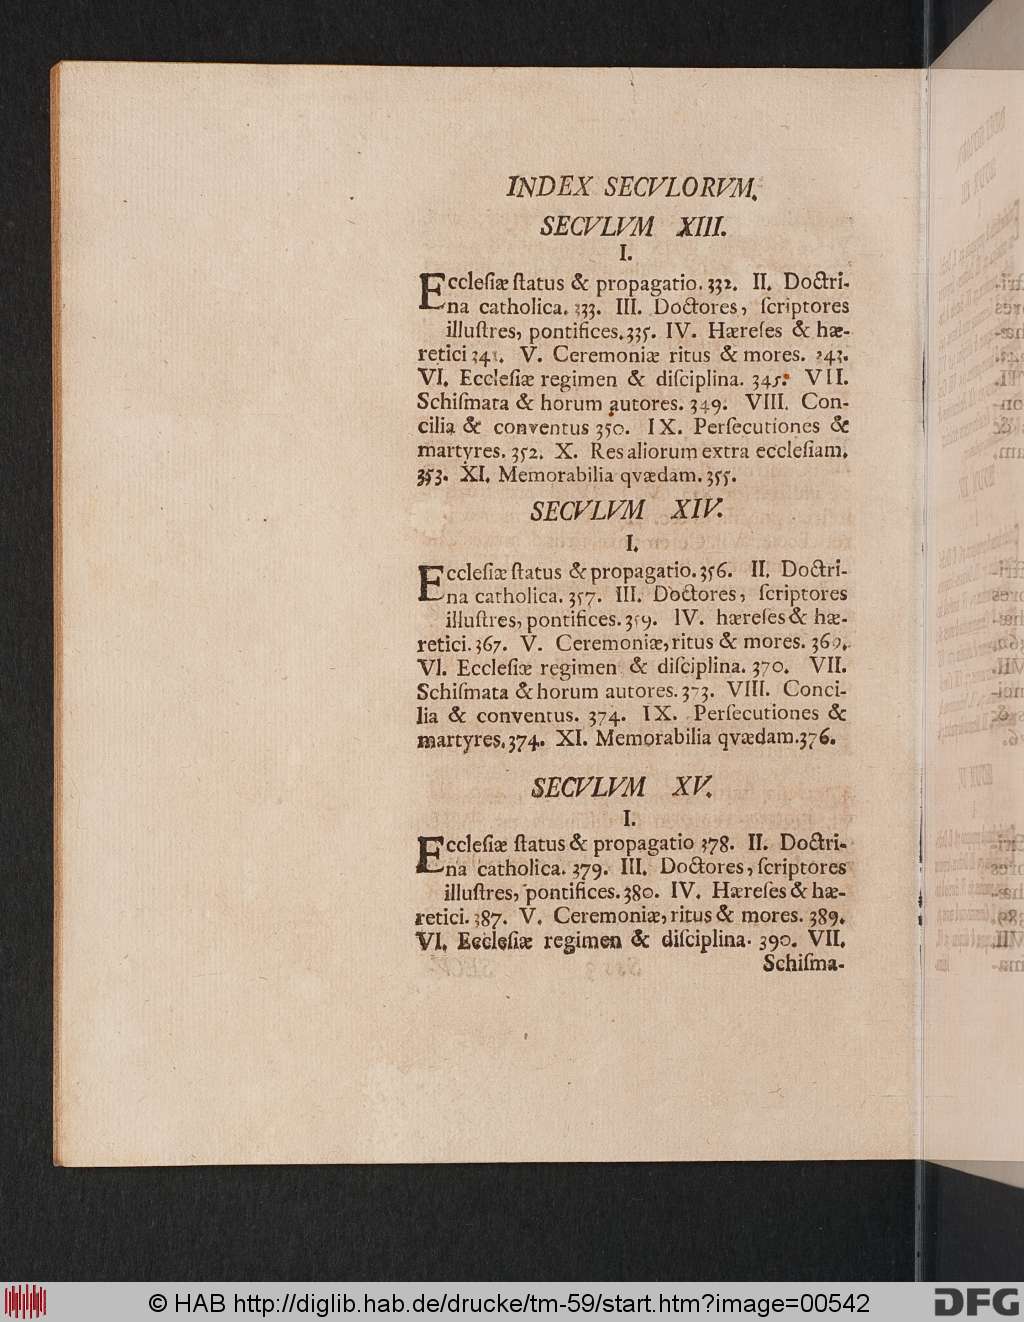 INDEX SECVLORVM.
SECVLVM XIII.
I.
Eccleſiæ ſtatus & propagatio. 332. II. Doctri-
na catholica. 333. III. Doctores, ſcriptores
illuſtres, pontifices. 335. IV. Hæreſes & hæ-
retici 341. V. Ceremoniæ ritus & mores. 243.
VI. Eccleſiæ regimen & diſciplina. 345. VII.
Schiſmata & horum autores. 349. VIII. Con-
cilia & conventus 350. IX. Perſecutiones &
martyres. 352. X. Res aliorum extra eccleſiam.
353. XI. Memorabilia qvædam. 355.
SECVLVM XIV.
I.
Eccleſiæ ſtatus & propagatio. 356. II. Doctri-
na catholica. 357. III. Doctores, ſcriptores
illuſtres, pontifices. 359. IV. hæreſes & hæ-
retici. 367. V. Ceremoniæ, ritus & mores. 369.
VI. Eccleſiæ regimen & diſciplina. 370. VII.
Schiſmata & horum autores. 373. VIII. Conci-
lia & conventus. 374. IX. Perſecutiones &
martyres. 374. XI. Memorabilia qvædam. 376.
SECVLVM XV.
I.
Eccleſiæ ſtatus & propagatio 378. II. Doctri-
na catholica. 379. III. Doctores, ſcriptores
illuſtres, pontifices. 380. IV. Hæreſes & hæ-
retici. 387. V. Ceremoniæ, ritus & mores. 389.
VI. Eccleſiæ regimen & diſciplina. 390. VII.
Schiſma-
© HAB http://diglib.hab.de/drucke/tm-59/start.htm?image=00542
DFG